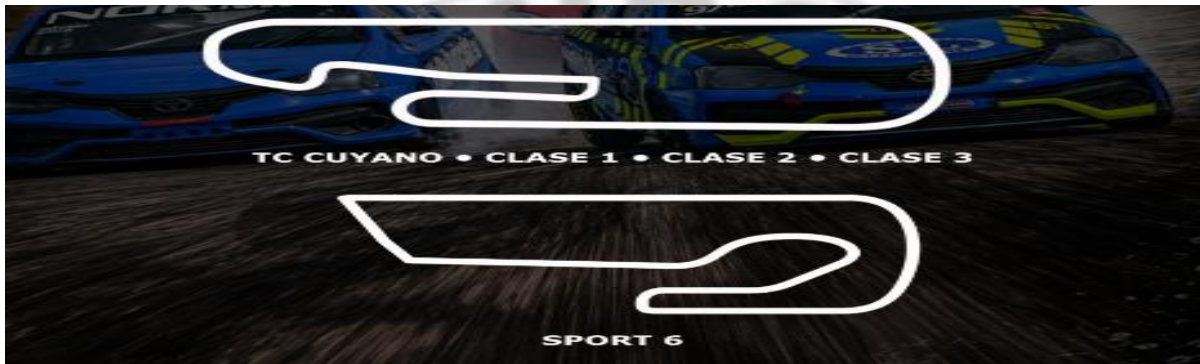 TC CUYANO • CLASE 1 • CLASE 2 • CLASE 3
SPORT 6